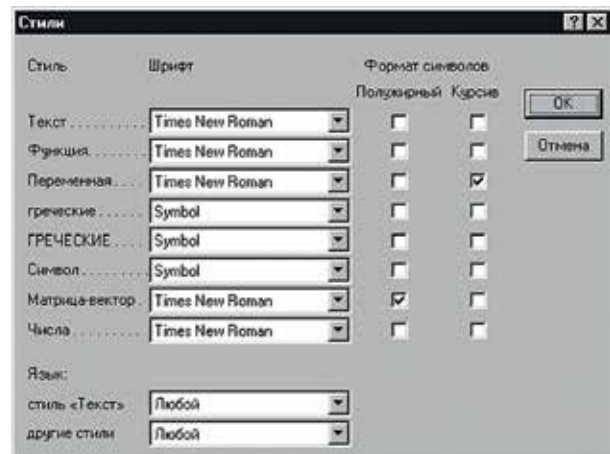 Стили
Стиль Шрифт Формат символов
Полужирный Курсив
OK
Текст.......... Times New Roman
Функция....... Times New Roman
Отмена
Переменная.... Times New Roman
греческие...... Symbol
ГРЕЧЕСКИЕ.... Symbol
Символ........ Symbol
Матрица-вектор. Times New Roman
Числа.......... Times New Roman
Язык:
стиль «Текст» Любой
другие стили Любой